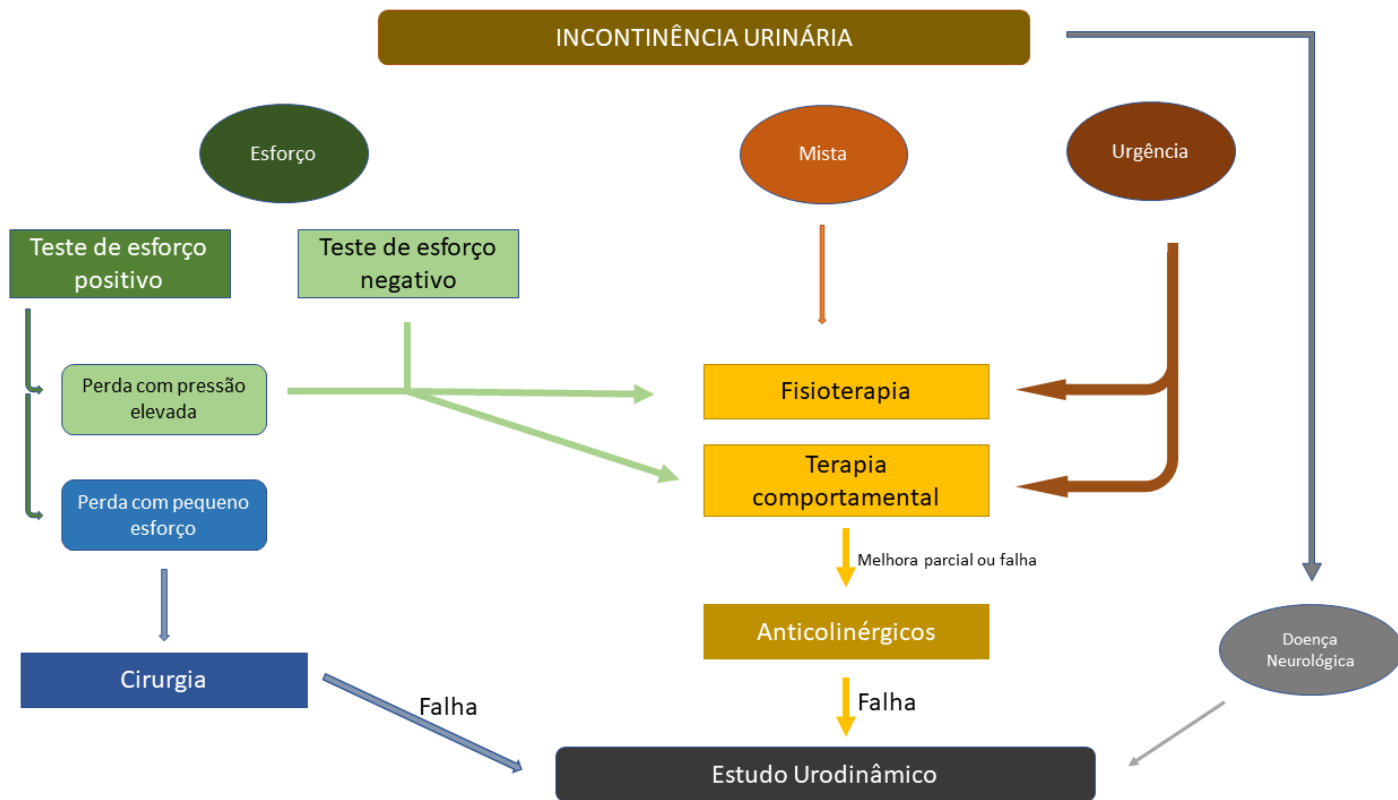 INCONTINÊNCIA URINÁRIA
Esforço
Mista
Urgência
Teste de esforço
positivo
Teste de esforço
negativo
Perda com pressão
elevada
Fisioterapia
Perda com pequeno
esforço
Terapia
comportamental
Melhora parcial ou falha
Anticolinérgicos
Doença
Neurológica
Cirurgia
Falha
Falha
Estudo Urodinâmico